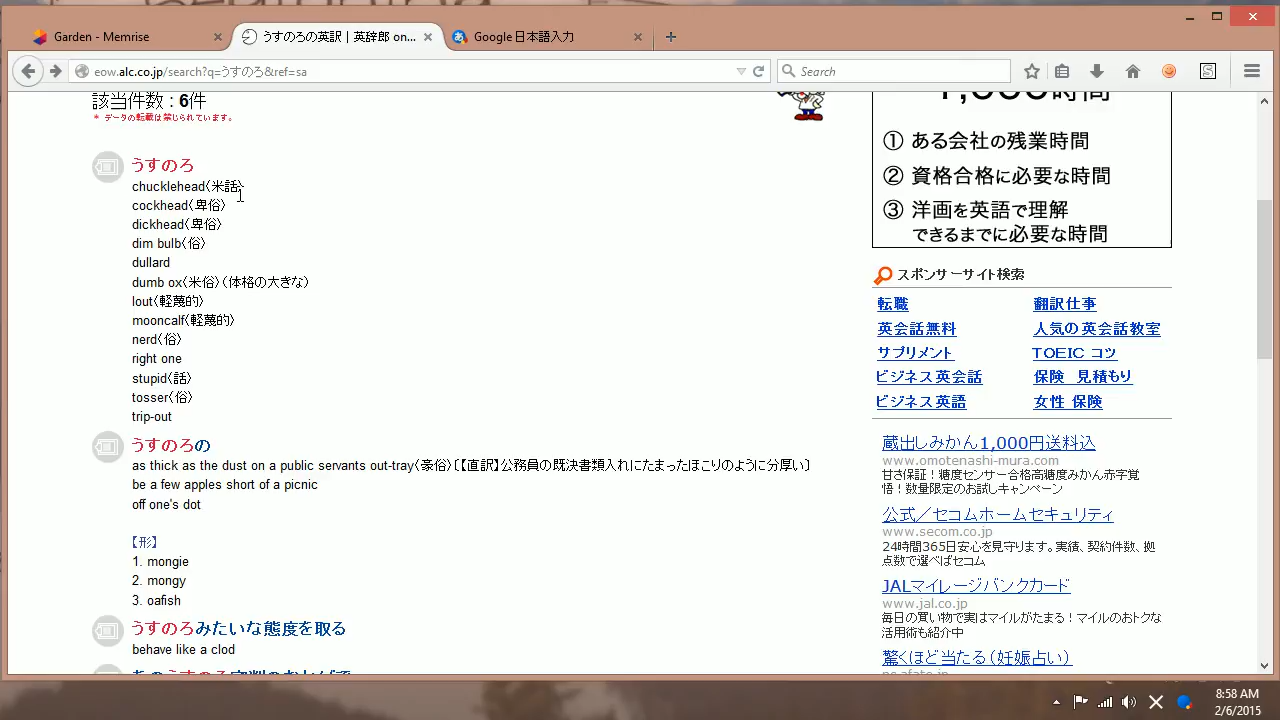 Garden - Memrise
うすのろの英訳｜英辞郎 on...
Google 日本語入力
eow.alc.co.jp/search?q=うすのろ&ref=sa
Search
該当件数 : 6件
＊ データの転載は禁じられています。
うすのろ
chucklehead〈米話〉
cockhead〈卑俗〉
dickhead〈卑俗〉
dim bulb〈俗〉
dullard
dumb ox〈米俗〉（体格の大きな）
lout〈軽蔑的〉
mooncalf〈軽蔑的〉
nerd〈俗〉
right one
stupid〈話〉
tosser〈俗〉
trip-out
うすのろの
as thick as the dust on a public servants out-tray〈豪俗〉〔【直訳】公務員の既決書類入れにたまったほこりのように分厚い〕
be a few apples short of a picnic
off one's dot
【形】
1. mongie
2. mongy
3. oafish
うすのろみたいな態度を取る
behave like a clod
① ある会社の残業時間
② 資格合格に必要な時間
③ 洋画を英語で理解
できるまでに必要な時間
スポンサーサイト検索
転職
翻訳仕事
英会話無料
人気の英会話教室
サプリメント
TOEIC コツ
ビジネス英会話
保険　見積もり
ビジネス英語
女性 保険
蔵出しみかん1,000円送料込
www.omotenashi-mura.com
甘さ保証！糖度センサー合格高糖度みかん赤字覚
悟！数量限定のお試しキャンペーン
公式／セコムホームセキュリティ
www.secom.co.jp
24時間365日安心を見守ります。実績、契約件数、拠
点数で選べばセコム
JALマイレージバンクカード
www.jal.co.jp
毎日の買い物で実はマイルがたまる！マイルのおトクな
活用術も紹介中
驚くほど当たる（妊娠占い）
8:58 AM
2/6/2015